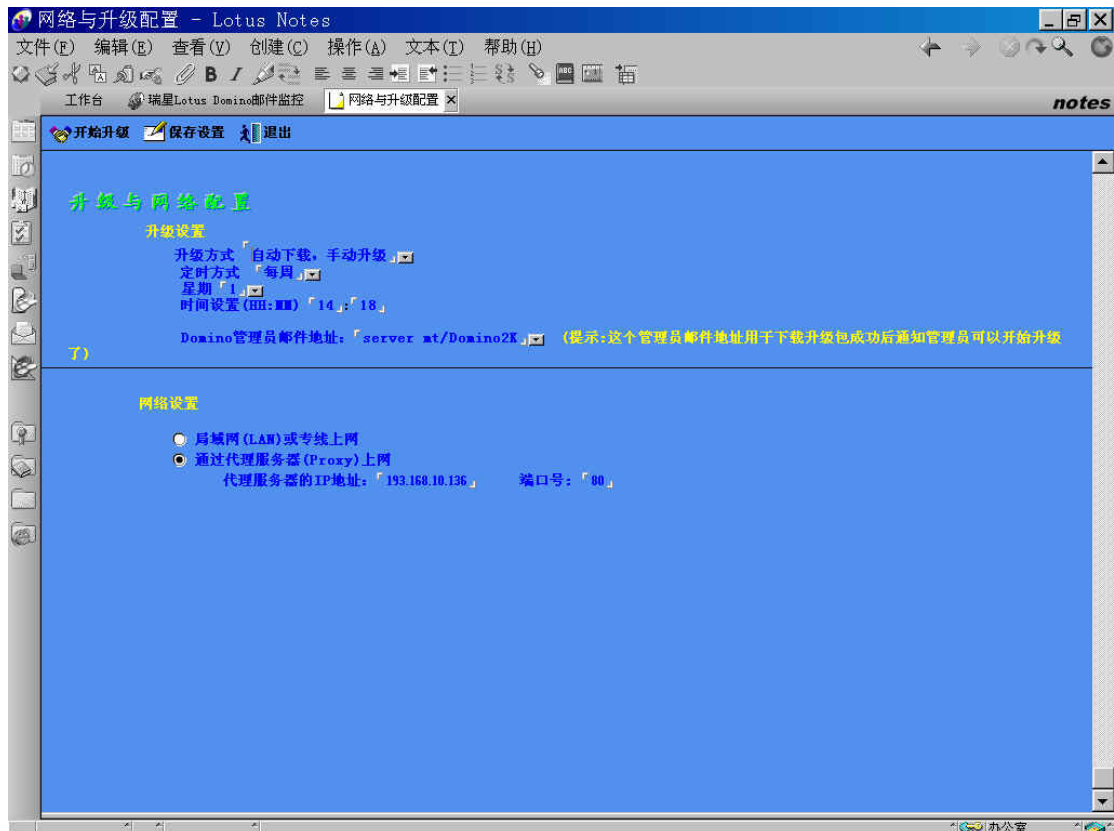 网络与升级配置 - Lotus Notes
文件(F) 编辑(E) 查看(V) 创建(C) 操作(A) 文本(T) 帮助(H)
工作台 瑞星Lotus Domino邮件监控 网络与升级配置
notes
开始升级 保存设置 退出
升级与网络配置
升级设置
升级方式「自动下载,手动升级」
定时方式「每周」
星期「1」
时间设置(HH:MM)「14」:「18」
Domino管理员邮件地址:「server mt/Domino2K」 (提示:这个管理员邮件地址用于下载升级包成功后通知管理员可以开始升级
了)
网络设置
局域网(LAN)或专线上网
通过代理服务器(Proxy)上网
代理服务器的IP地址:「193.168.10.136」 端口号:「80」
办公室